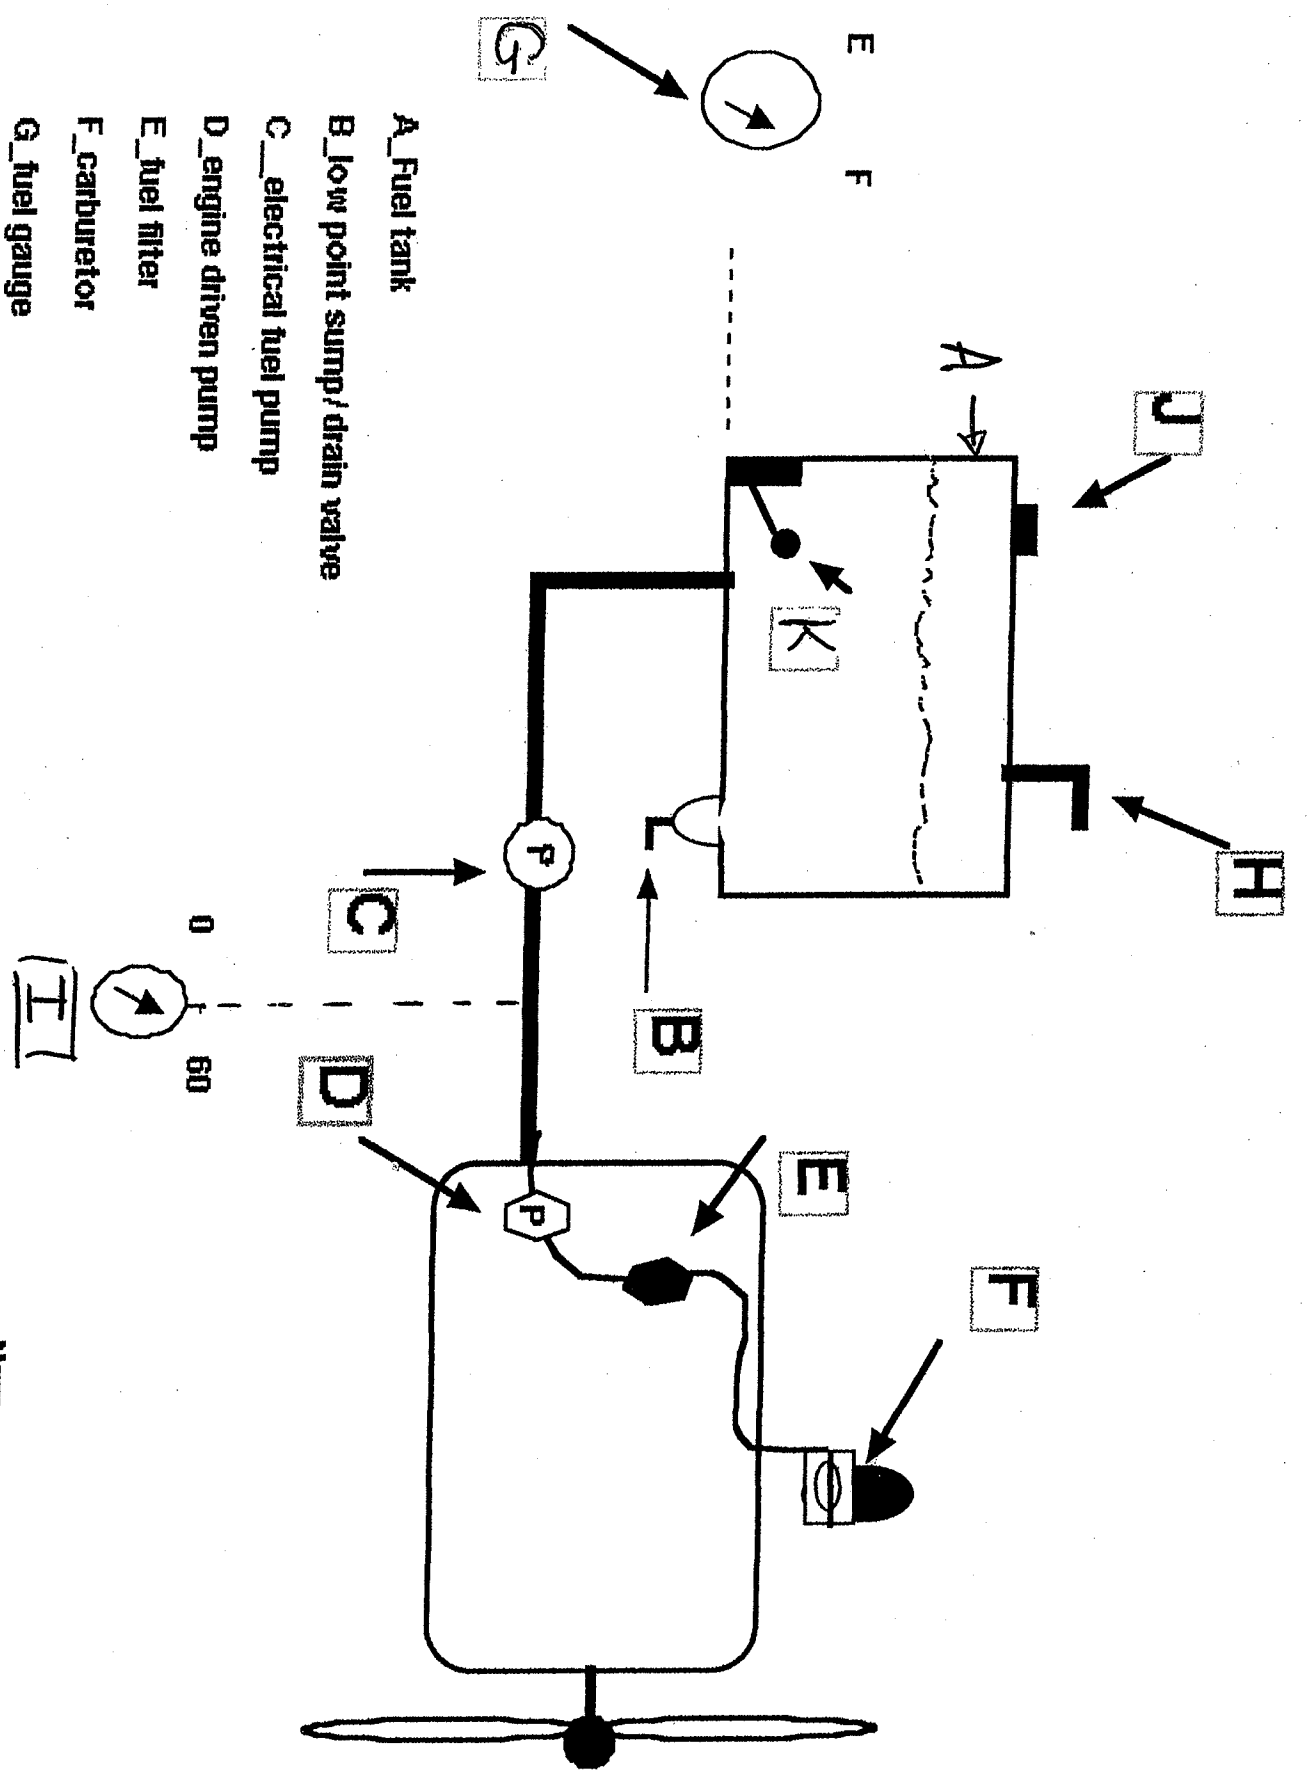 J
H
A
E
F
F
E
K
G
B
P
P
C
D
0
60
I
A_Fuel tank
B_low point sump/drain valve
C__electrical fuel pump
D_engine driven pump
E_fuel filter
F_carburetor
G_fuel gauge